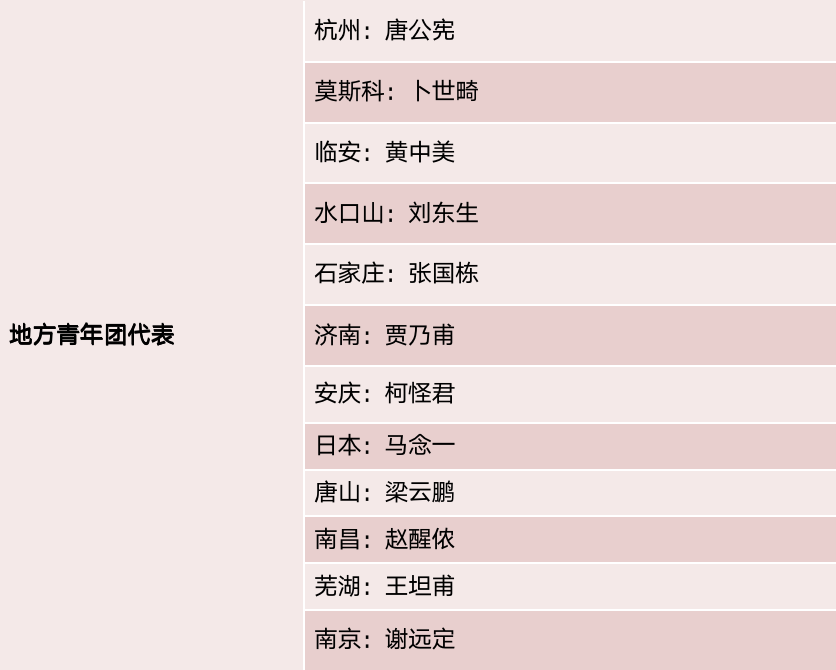 杭州：唐公宪
莫斯科：卜世畸
临安：黄中美
水口山：刘东生
石家庄：张国栋
地方青年团代表
济南：贾乃甫
安庆：柯怪君
日本：马念一
唐山：梁云鹏
南昌：赵醒侬
芜湖：王坦甫
南京：谢远定